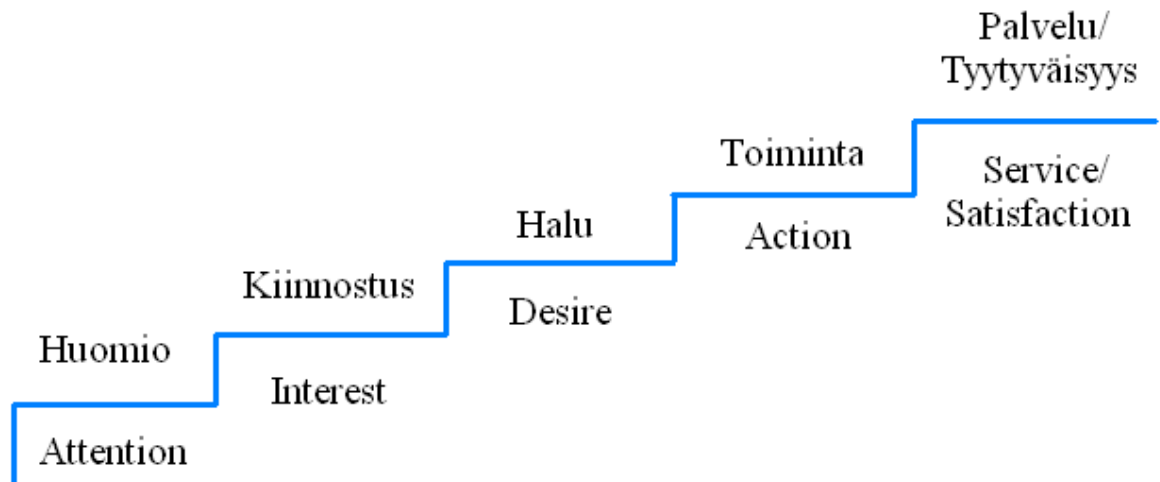 Huomio
Attention
Kiinnostus
Interest
Halu
Desire
Toiminta
Action
Palvelu/
Tyytyväisyys
Service/
Satisfaction